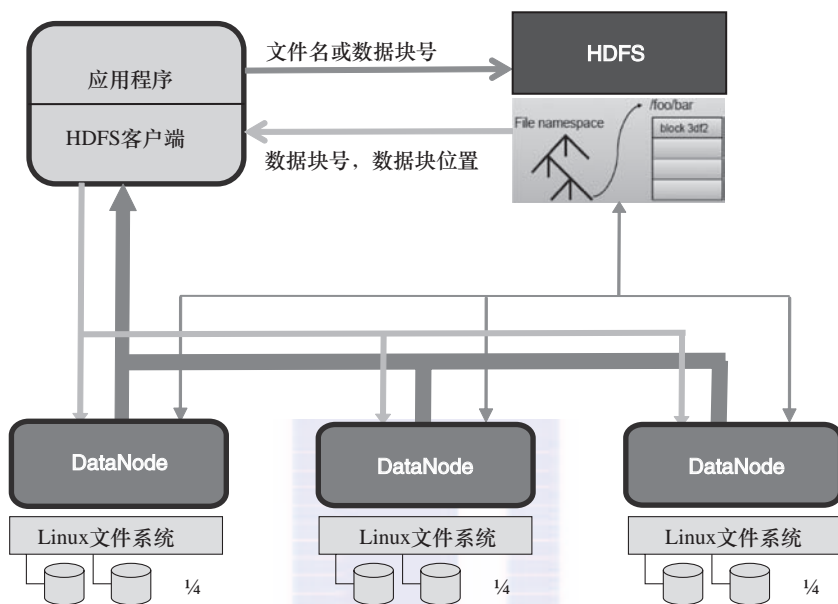 应用程序
HDFS客户端
文件名或数据块号
数据块号，数据块位置
HDFS
/foo/bar
File namespace
block 3df2
DataNode
DataNode
DataNode
Linux文件系统
Linux文件系统
Linux文件系统
¼
¼
¼